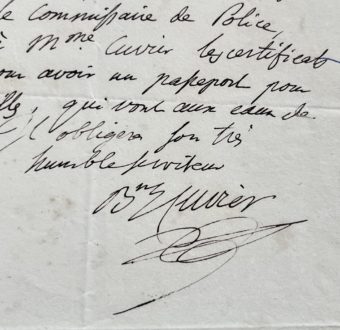 le Commissaire de Police,
à Mme Cuvier les certificats
pour avoir un passeport pour
qui vont aux eaux de
obligera son très
humble serviteur
Bn Cuvier